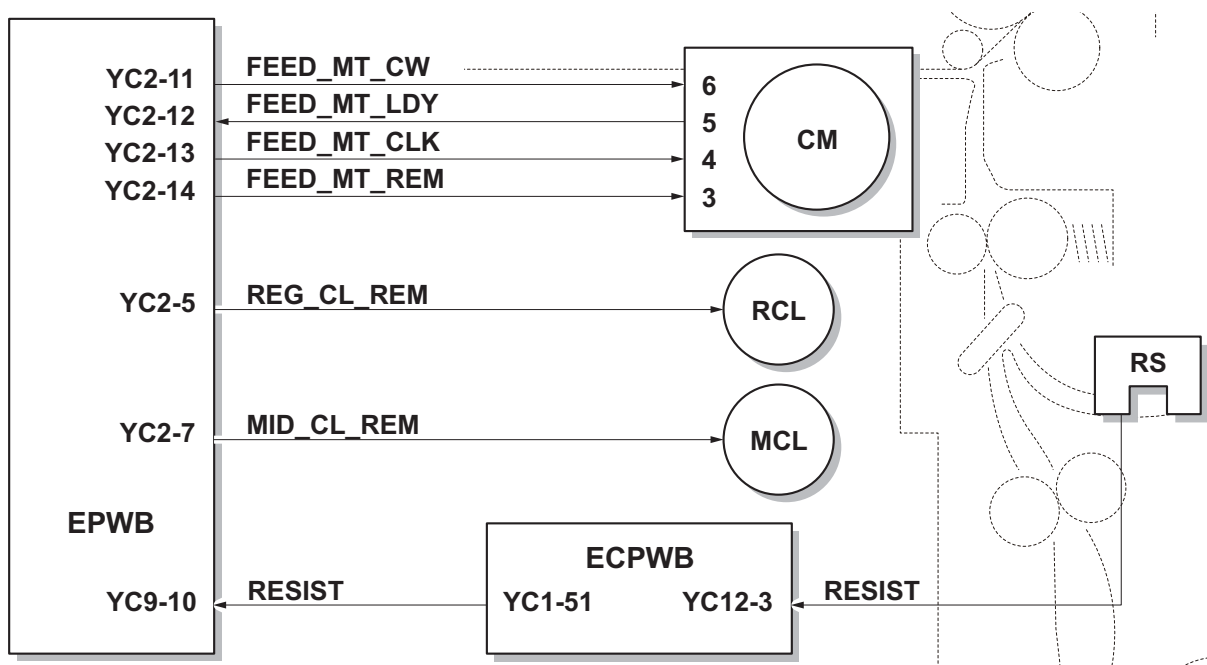 YC2-11 FEED_MT_CW 6
YC2-12 FEED_MT_LDY 5
YC2-13 FEED_MT_CLK 4
YC2-14 FEED_MT_REM 3
CM
YC2-5 REG_CL_REM RCL
RS
YC2-7 MID_CL_REM MCL
EPWB
ECPWB
YC9-10 RESIST YC1-51 YC12-3 RESIST